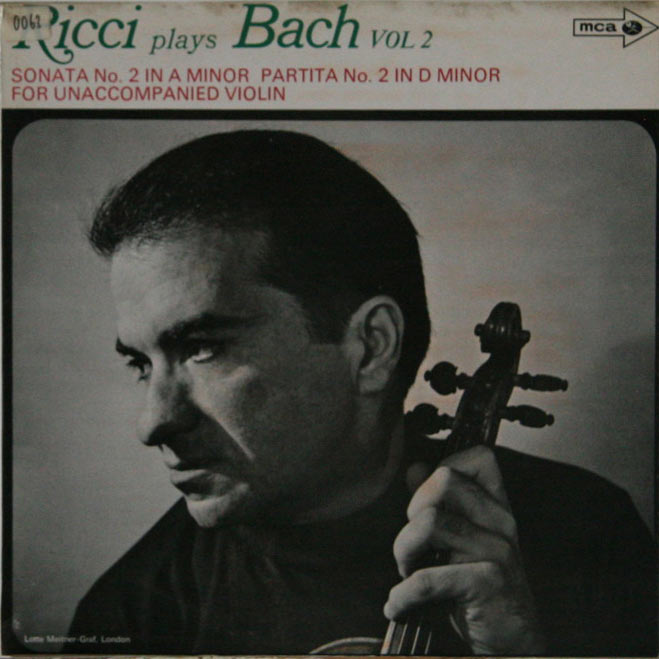 0062
Ricci plays Bach VOL 2
mca
SONATA No. 2 IN A MINOR PARTITA No. 2 IN D MINOR
FOR UNACCOMPANIED VIOLIN
Lotte Meitner-Graf, London